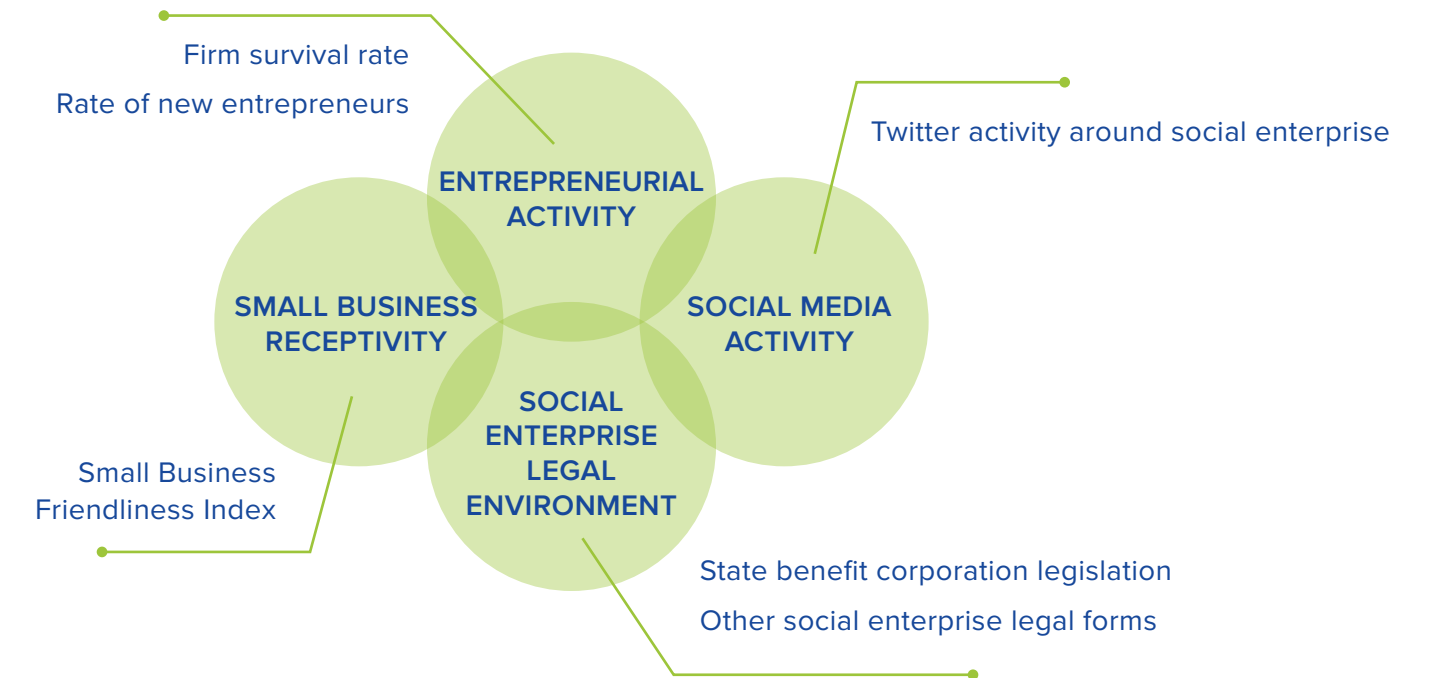 Firm survival rate
Rate of new entrepreneurs
Twitter activity around social enterprise
ENTREPRENEURIAL
ACTIVITY
SMALL BUSINESS
RECEPTIVITY
SOCIAL MEDIA
ACTIVITY
SOCIAL
ENTERPRISE
LEGAL
ENVIRONMENT
Small Business
Friendliness Index
State benefit corporation legislation
Other social enterprise legal forms